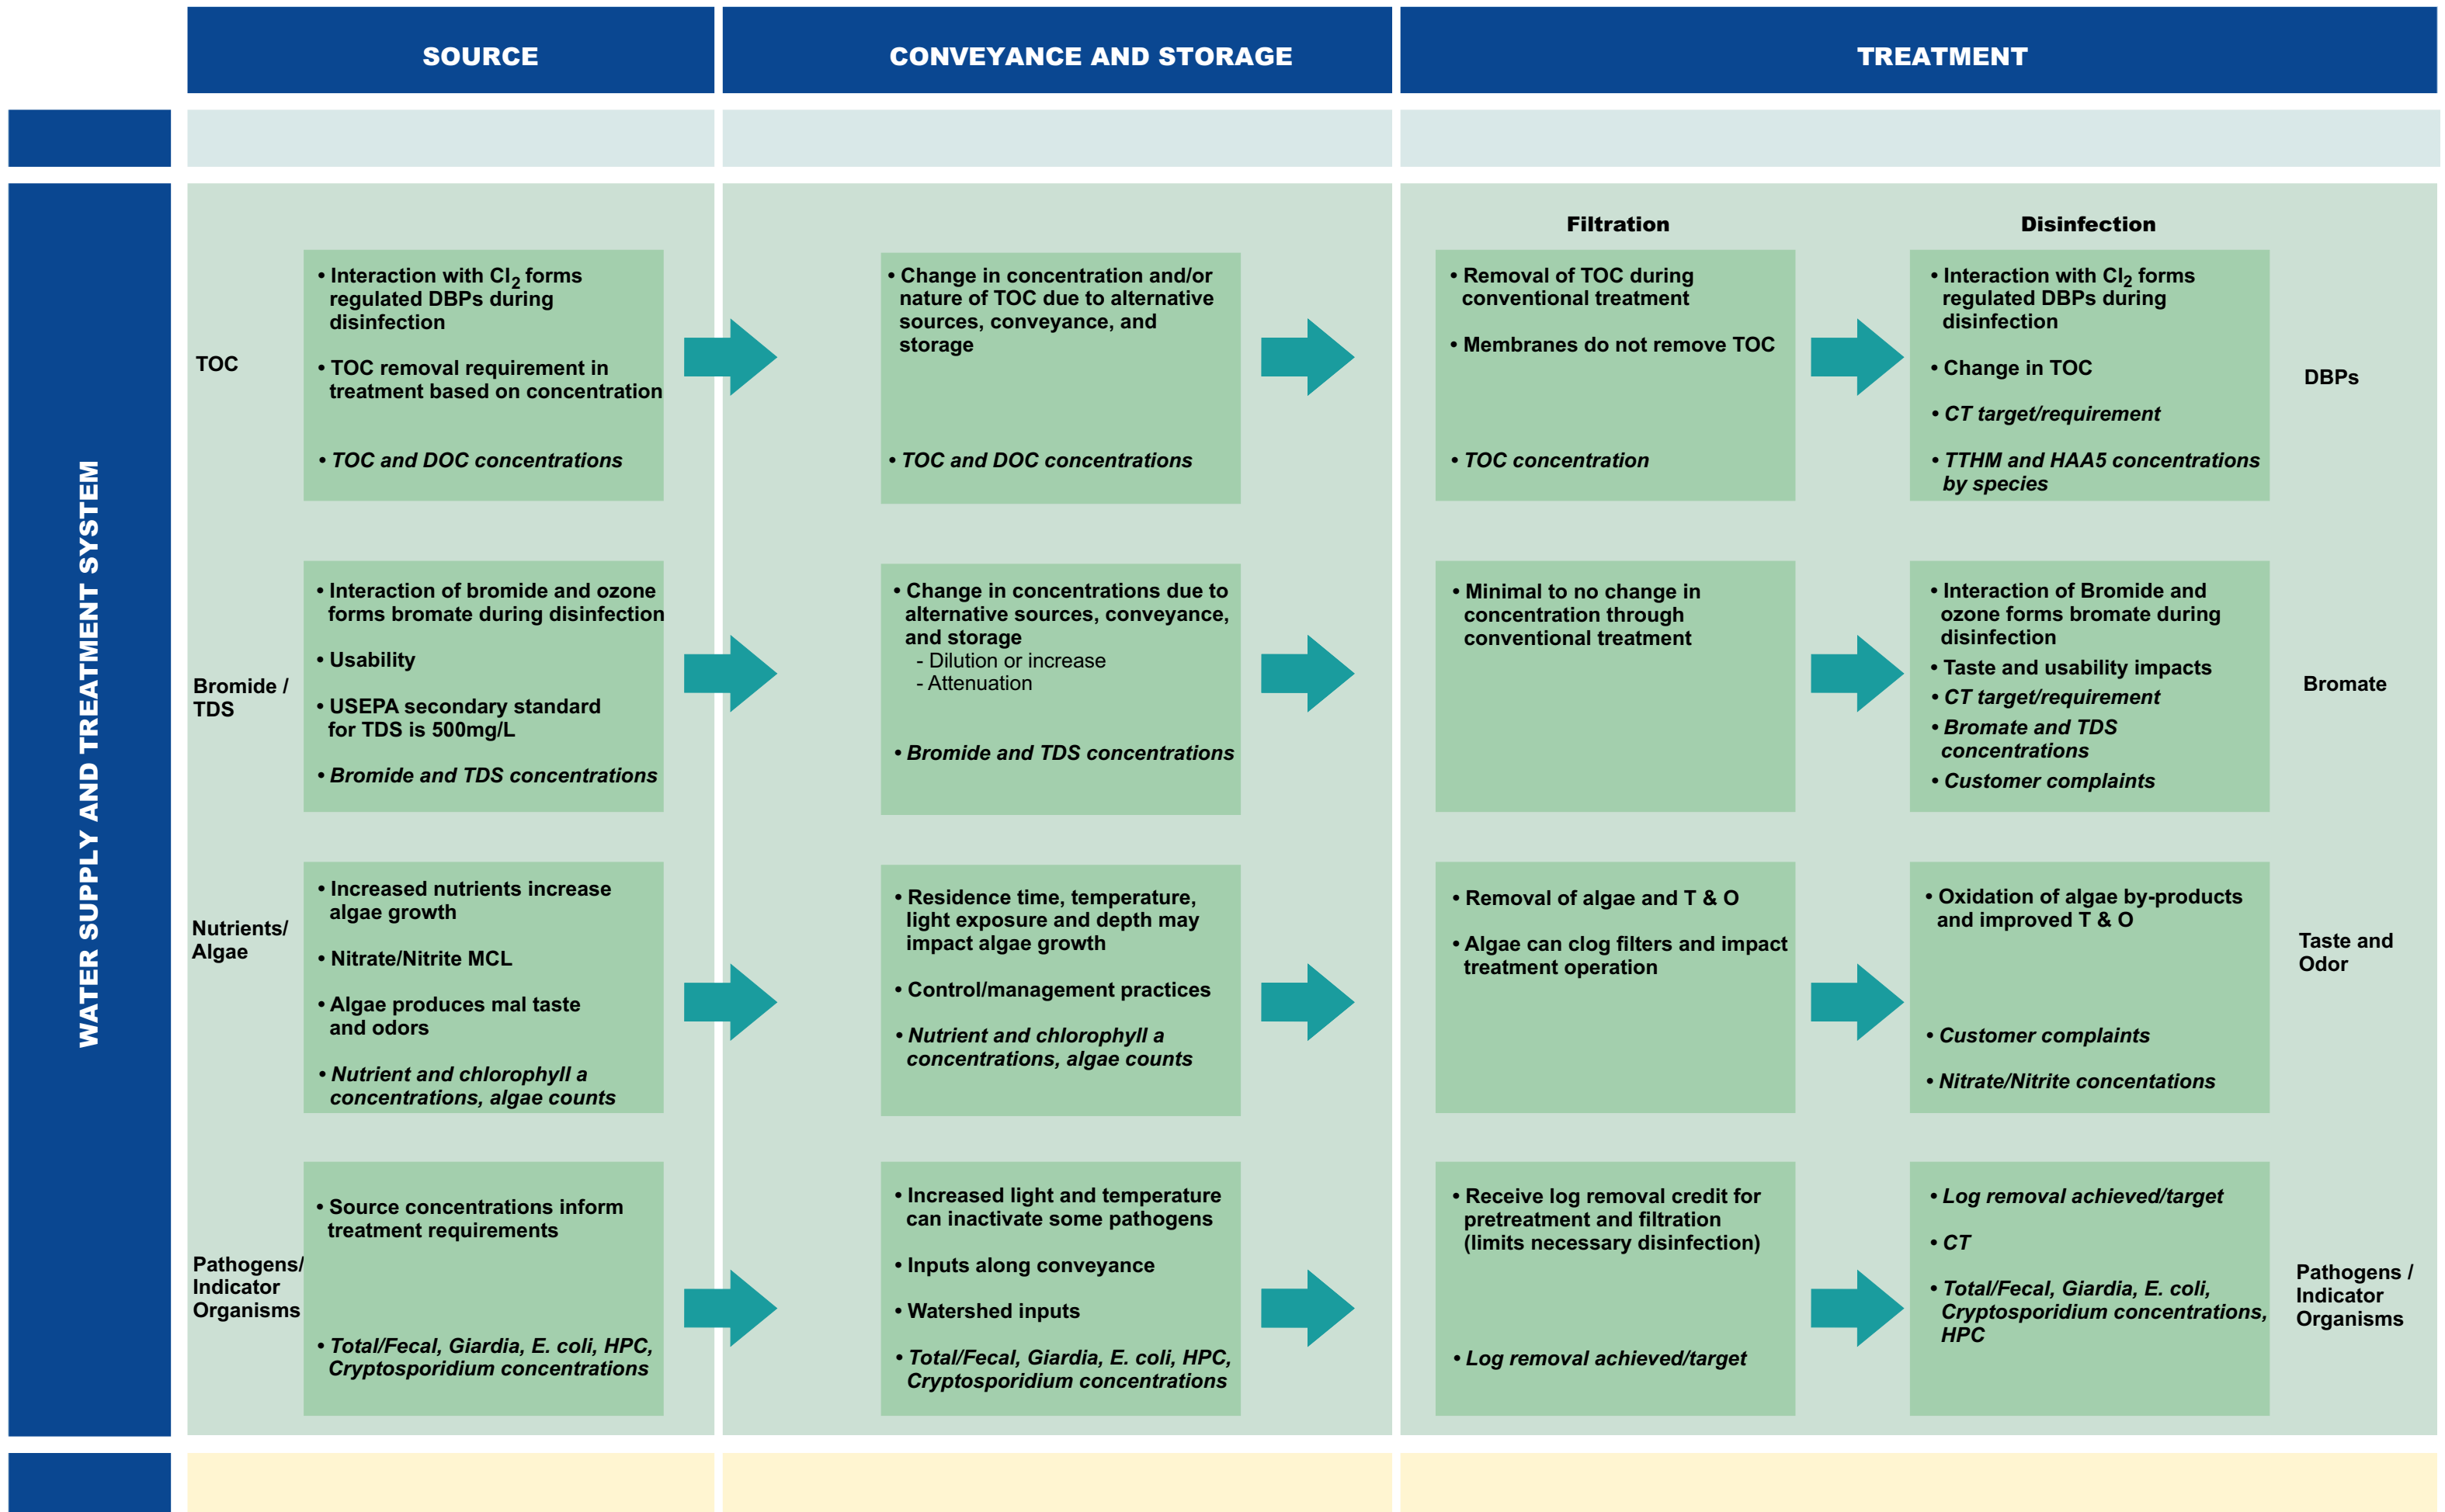 SOURCE
CONVEYANCE AND STORAGE
TREATMENT
WATER SUPPLY AND TREATMENT SYSTEM
Filtration
Disinfection
TOC
• Interaction with Cl₂ forms
regulated DBPs during
disinfection
• TOC removal requirement in
treatment based on concentration
• TOC and DOC concentrations
• Change in concentration and/or
nature of TOC due to alternative
sources, conveyance, and
storage
• TOC and DOC concentrations
• Removal of TOC during
conventional treatment
• Membranes do not remove TOC
• TOC concentration
• Interaction with Cl₂ forms
regulated DBPs during
disinfection
• Change in TOC
• CT target/requirement
• TTHM and HAA5 concentrations
by species
DBPs
Bromide /
TDS
• Interaction of bromide and ozone
forms bromate during disinfection
• Usability
• USEPA secondary standard
for TDS is 500mg/L
• Bromide and TDS concentrations
• Change in concentrations due to
alternative sources, conveyance,
and storage
- Dilution or increase
- Attenuation
• Bromide and TDS concentrations
• Minimal to no change in
concentration through
conventional treatment
• Interaction of Bromide and
ozone forms bromate during
disinfection
• Taste and usability impacts
• CT target/requirement
• Bromate and TDS
concentrations
• Customer complaints
Bromate
Nutrients/
Algae
• Increased nutrients increase
algae growth
• Nitrate/Nitrite MCL
• Algae produces mal taste
and odors
• Nutrient and chlorophyll a
concentrations, algae counts
• Residence time, temperature,
light exposure and depth may
impact algae growth
• Control/management practices
• Nutrient and chlorophyll a
concentrations, algae counts
• Removal of algae and T & O
• Algae can clog filters and impact
treatment operation
• Oxidation of algae by-products
and improved T & O
• Customer complaints
• Nitrate/Nitrite concentations
Taste and
Odor
Pathogens/
Indicator
Organisms
• Source concentrations inform
treatment requirements
• Total/Fecal, Giardia, E. coli, HPC,
Cryptosporidium concentrations
• Increased light and temperature
can inactivate some pathogens
• Inputs along conveyance
• Watershed inputs
• Total/Fecal, Giardia, E. coli, HPC,
Cryptosporidium concentrations
• Receive log removal credit for
pretreatment and filtration
(limits necessary disinfection)
• Log removal achieved/target
• Log removal achieved/target
• CT
• Total/Fecal, Giardia, E. coli,
Cryptosporidium concentrations,
HPC
Pathogens /
Indicator
Organisms